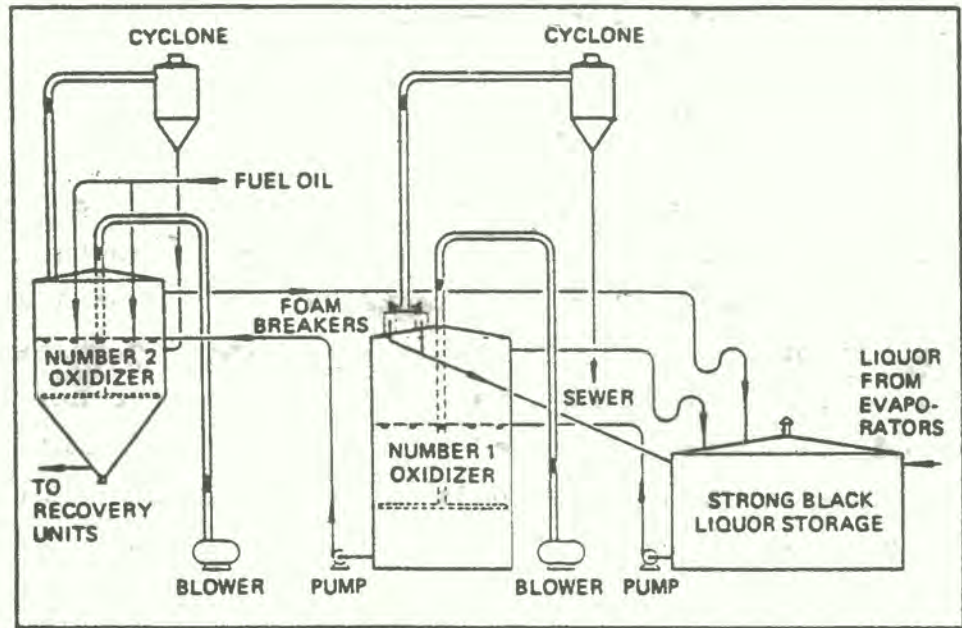 CYCLONE
CYCLONE
FUEL OIL
FOAM
BREAKERS
NUMBER 2
OXIDIZER
SEWER
LIQUOR
FROM
EVAPO-
RATORS
NUMBER 1
OXIDIZER
TO
RECOVERY
UNITS
STRONG BLACK
LIQUOR STORAGE
BLOWER
PUMP
BLOWER
PUMP